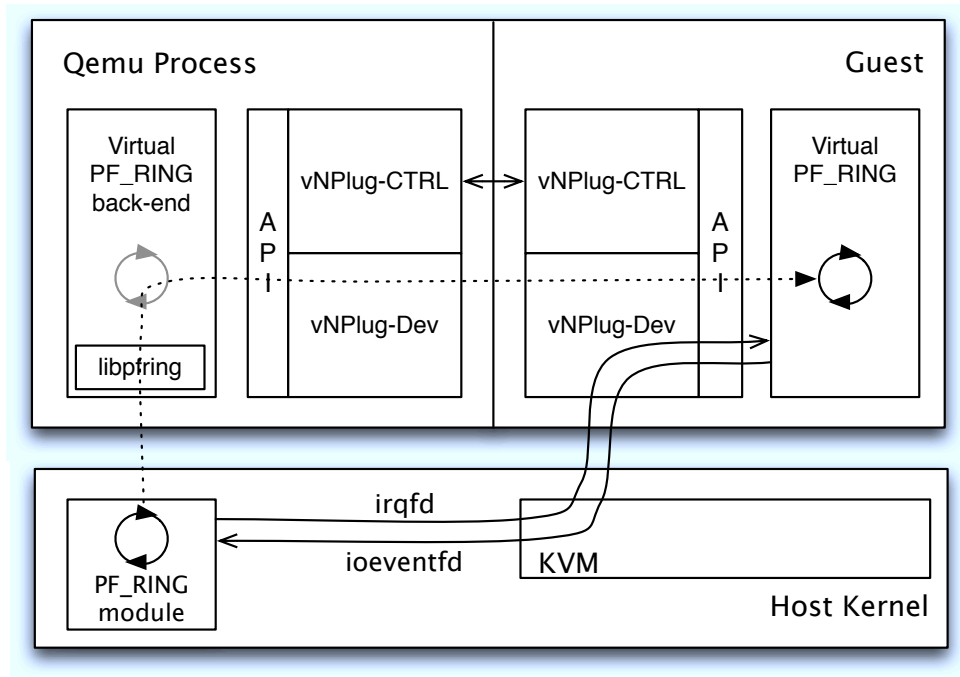 Qemu Process
Guest
Virtual
PF_RING
back-end
libpfring
A
P
I
vNPlug-CTRL
vNPlug-Dev
vNPlug-CTRL
vNPlug-Dev
A
P
I
Virtual
PF_RING
irqfd
ioeventfd
KVM
PF_RING
module
Host Kernel